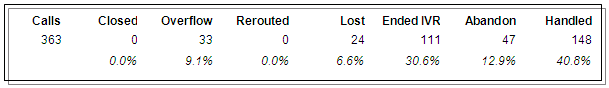 Calls Closed Overflow Rerouted Lost Ended IVR Abandon Handled
363 0 33 0 24 111 47 148
0.0% 9.1% 0.0% 6.6% 30.6% 12.9% 40.8%